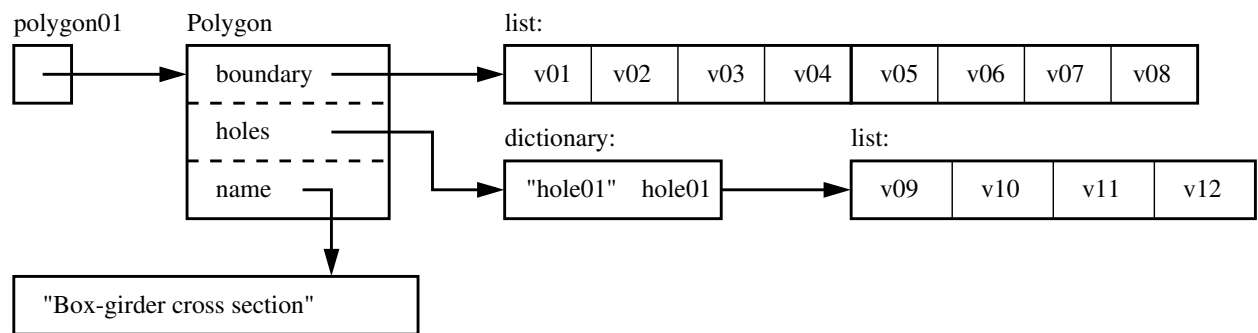 polygon01 Polygon list:
boundary v01 v02 v03 v04 v05 v06 v07 v08
holes dictionary: list:
name "hole01" hole01 v09 v10 v11 v12
"Box-girder cross section"